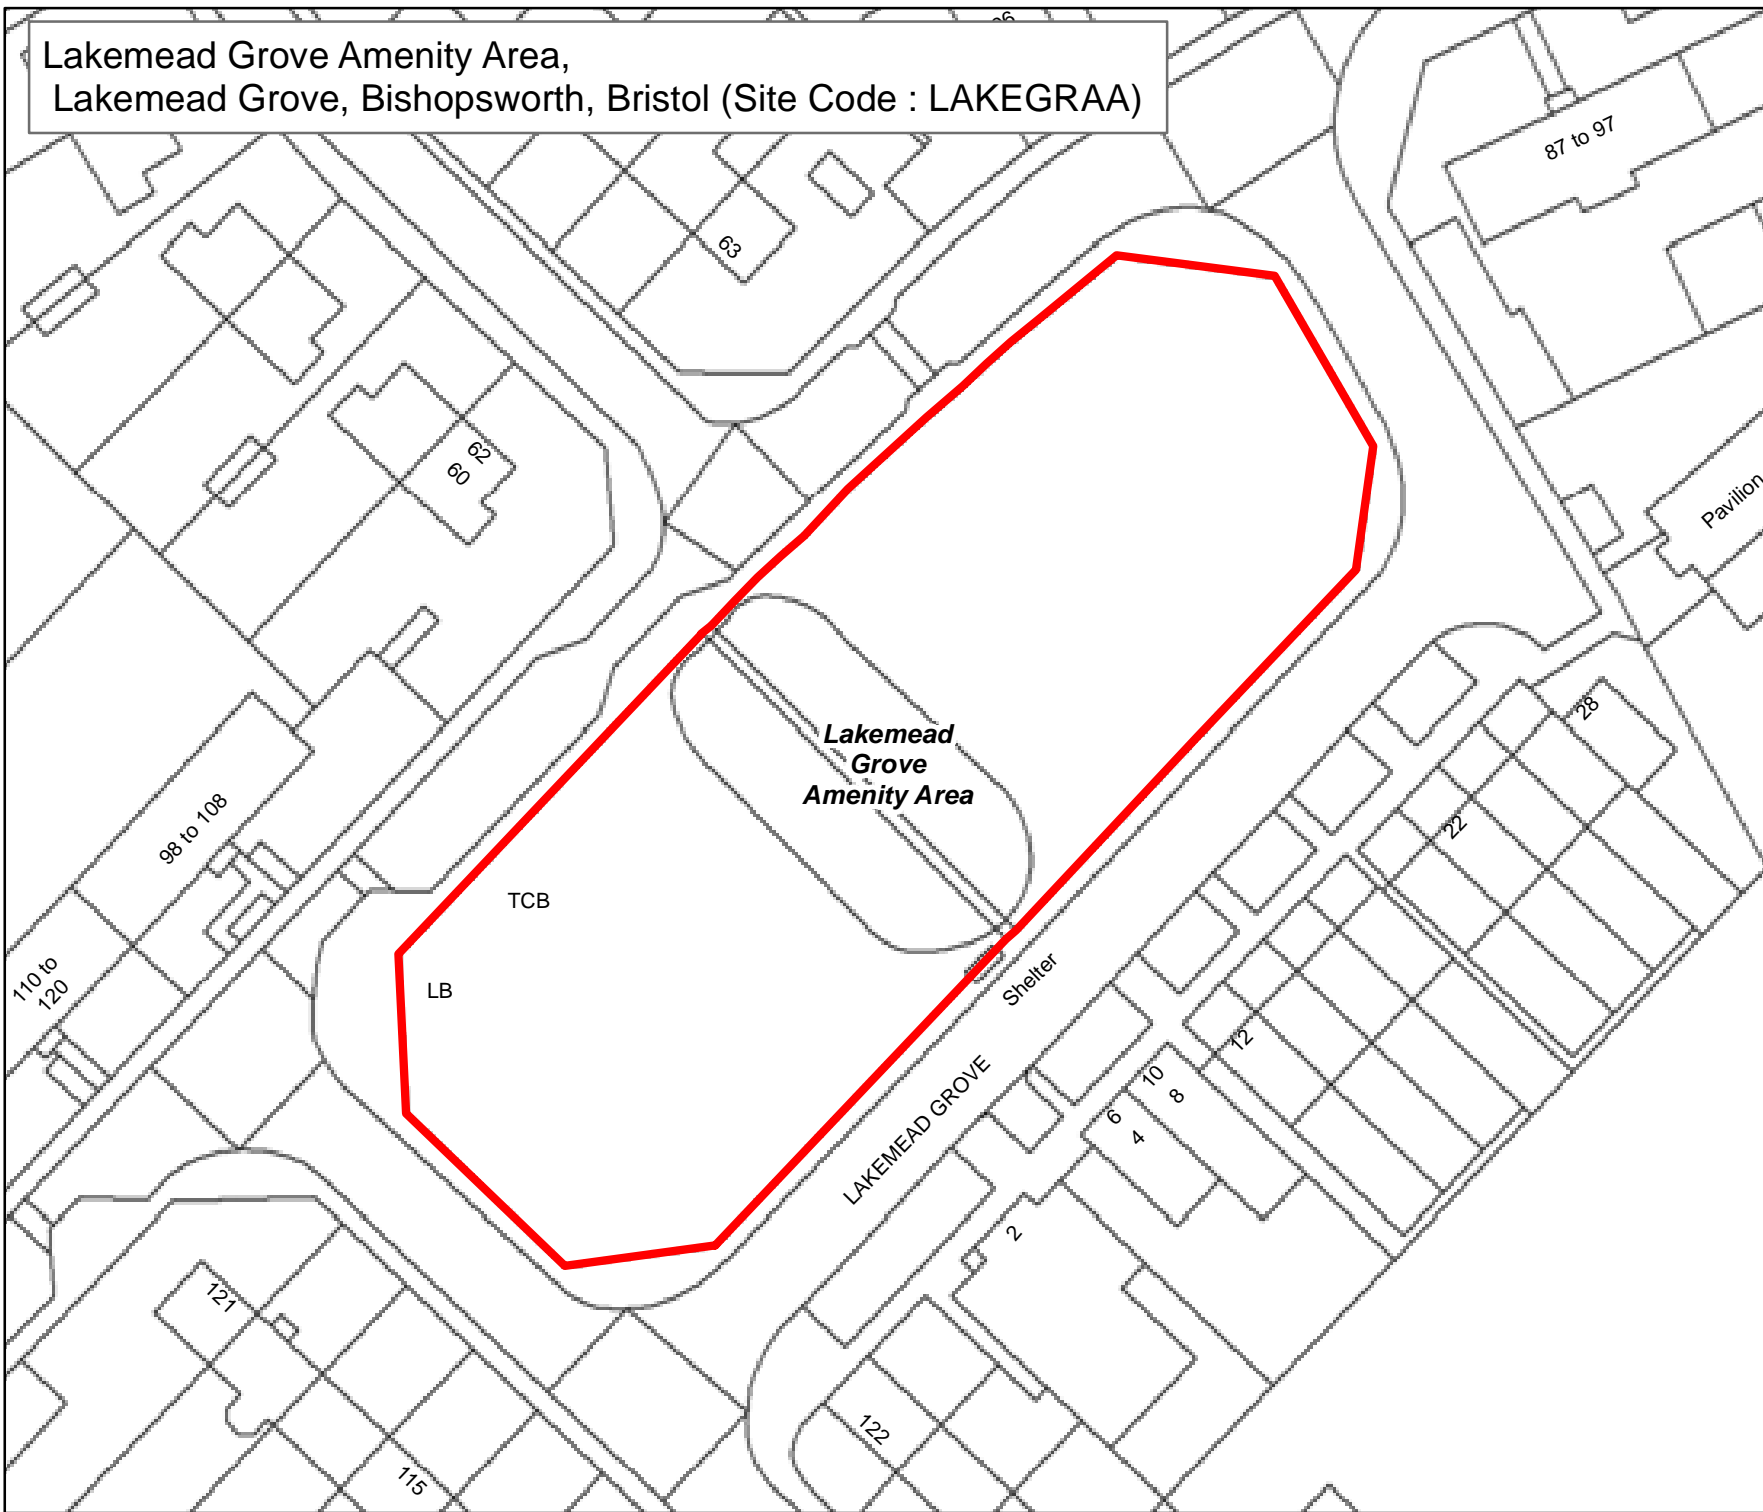 Lakemead Grove Amenity Area,
Lakemead Grove, Bishopsworth, Bristol (Site Code : LAKEGRAA)
87 to 97
63
62
60
Pavilion
Lakemead
Grove
Amenity Area
28
22
98 to 108
TCB
LB
110 to
120
Shelter
LAKEMEAD GROVE
12
10
8
6
4
2
121
122
115